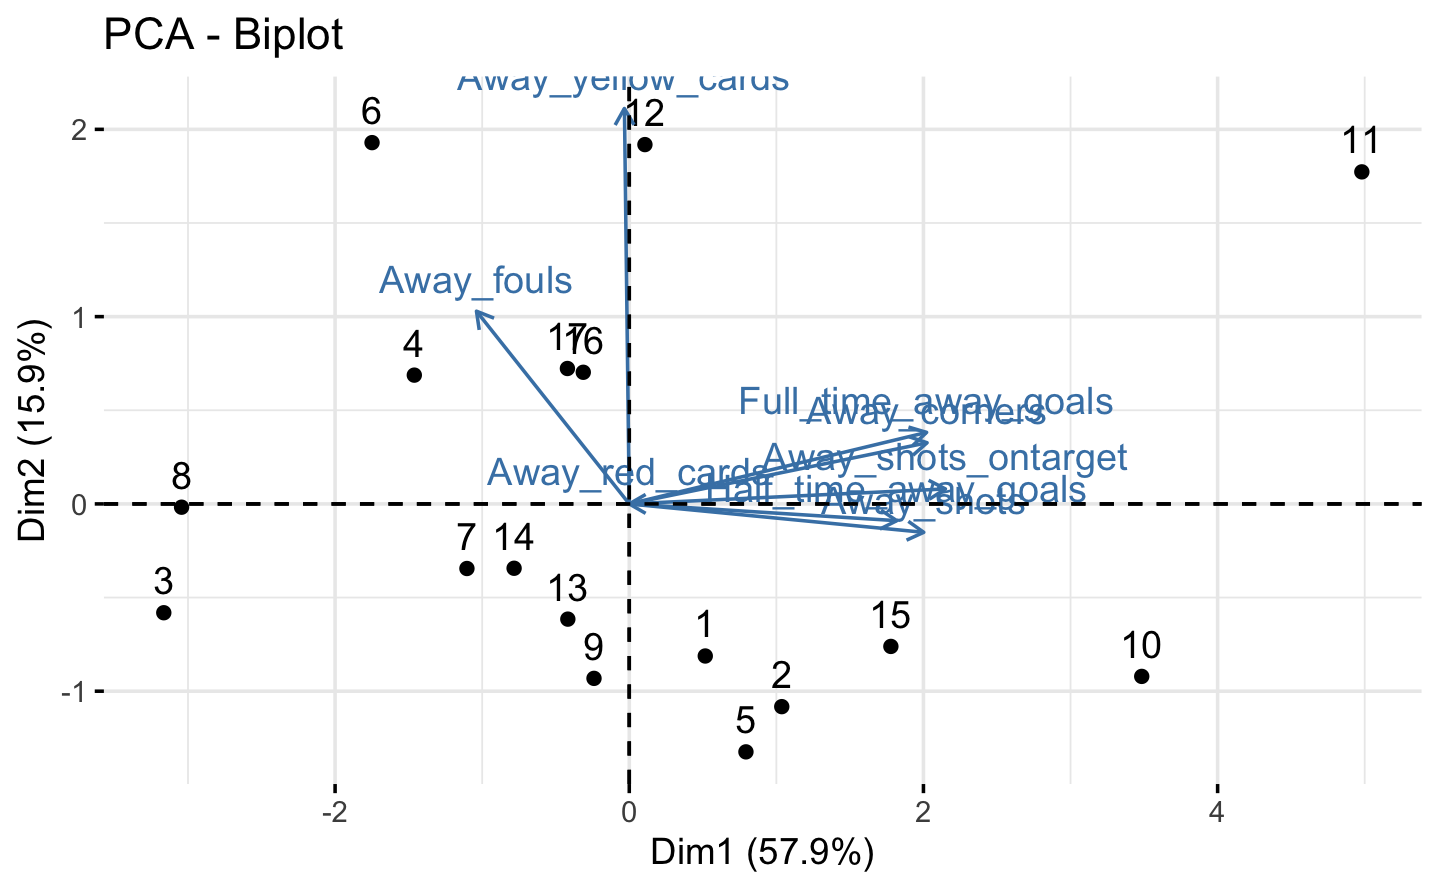 PCA - Biplot
Away_yellow_cards
6
12
11
2
Away_fouls
1
4
17
16
Full_time_away_goals
Away_corners
Away_shots_ontarget
Away_red_cards
Half_time_away_goals
Away_shots
8
0
7
14
3
13
1
15
9
10
2
-1
5
-2
0
2
4
Dim1 (57.9%)
Dim2 (15.9%)